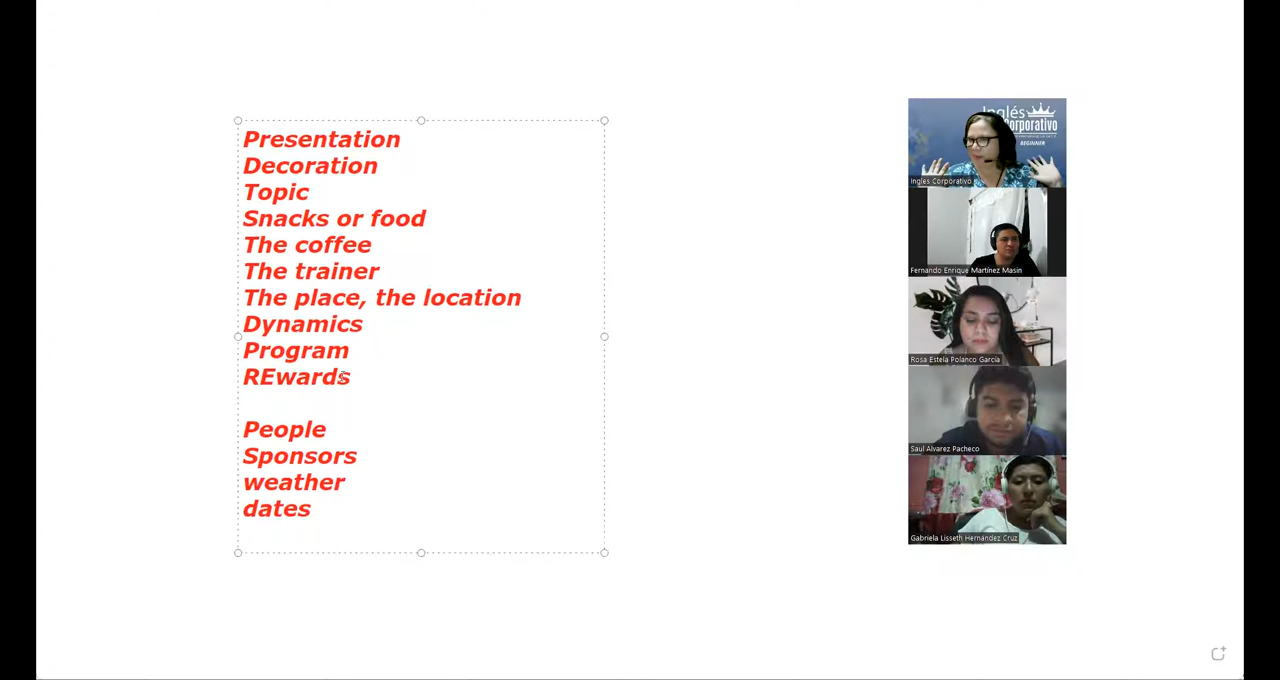 Presentation
Decoration
Topic
Snacks or food
The coffee
The trainer
The place, the location
Dynamics
Program
REwards
People
Sponsors
weather
dates
Inglés
Corporativo
BEGINNER
Ingles Corporativo
Fernando Enrique Martínez Masin
Rosa Estela Polanco García
Saul Alvarez Pacheco
Gabriela Lisseth Hernández Cruz